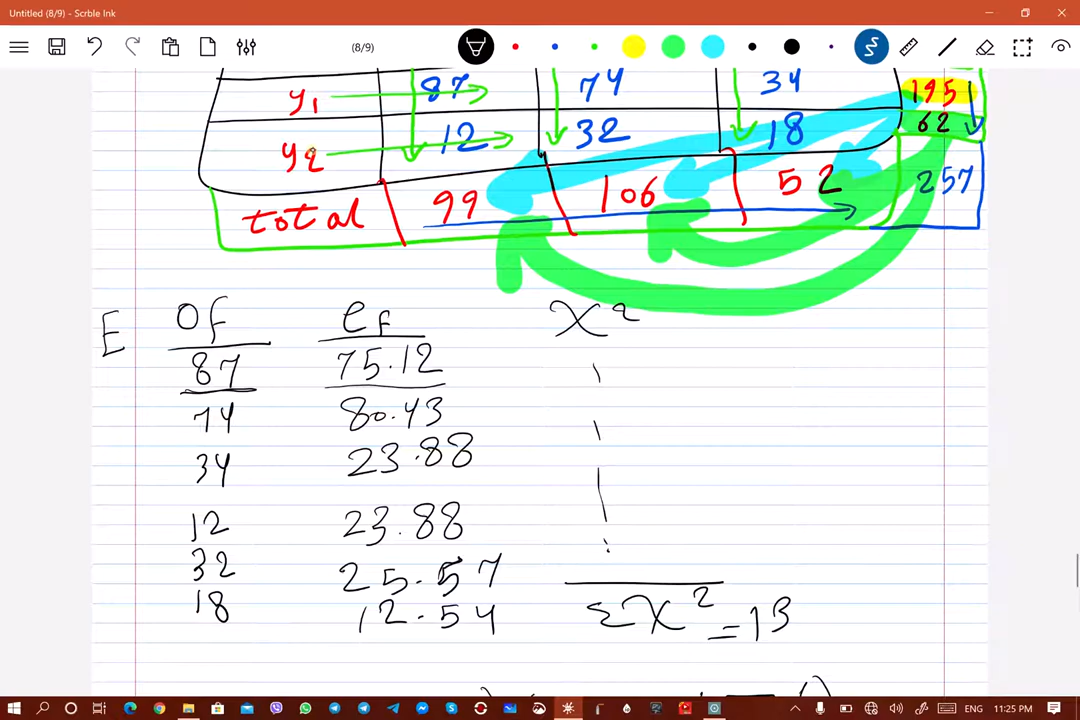 Untitled (8/9) - Scrble Ink
(8/9)
y1 87 74 34 195
y2 12 32 18 62
total 99 106 52 257
E of ef X2
87 75.12
74 80.43
34 23.88
12 23.88
32 25.57
18 12.54
ΣX2 = 13
ENG 11:25 PM